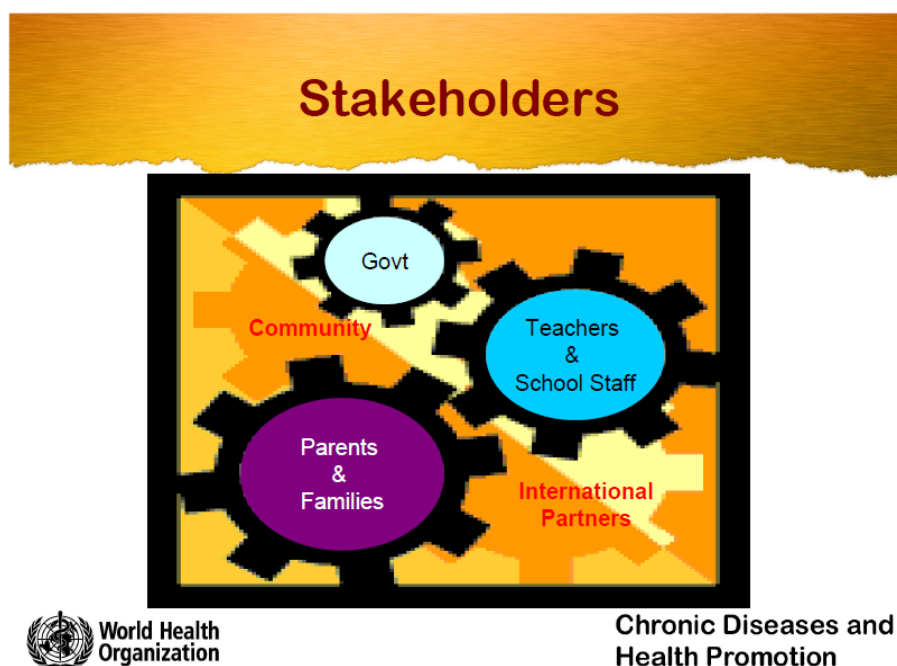 Stakeholders
Govt
Community
Teachers
&
School Staff
Parents
&
Families
International
Partners
World Health
Organization
Chronic Diseases and
Health Promotion